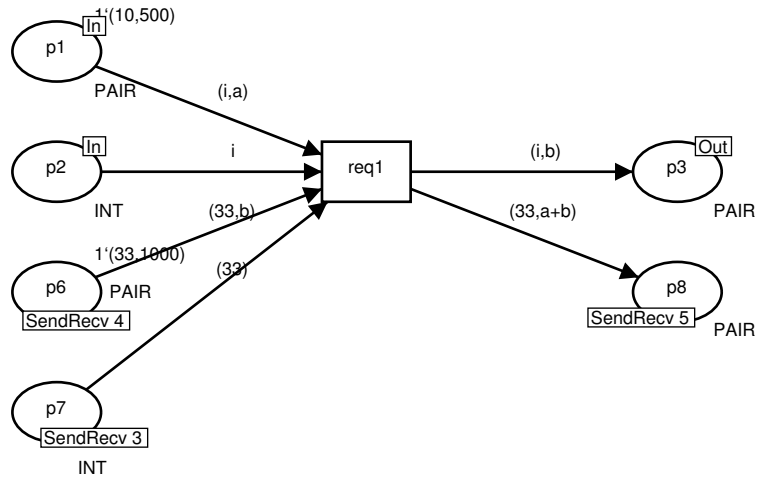 1‘(10,500)
In
p1
PAIR
(i,a)
In
p2
i
req1
(i,b)
Out
p3
INT
(33,b)
(33,a+b)
PAIR
1‘(33,1000)
(33)
p6
PAIR
SendRecv 4
p8
SendRecv 5
PAIR
p7
SendRecv 3
INT